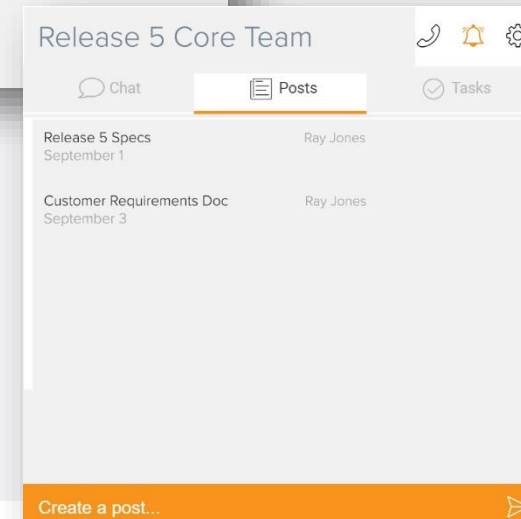 Release 5 Core Team
Chat
Posts
Tasks
Release 5 Specs Ray Jones
September 1
Customer Requirements Doc Ray Jones
September 3
Create a post...